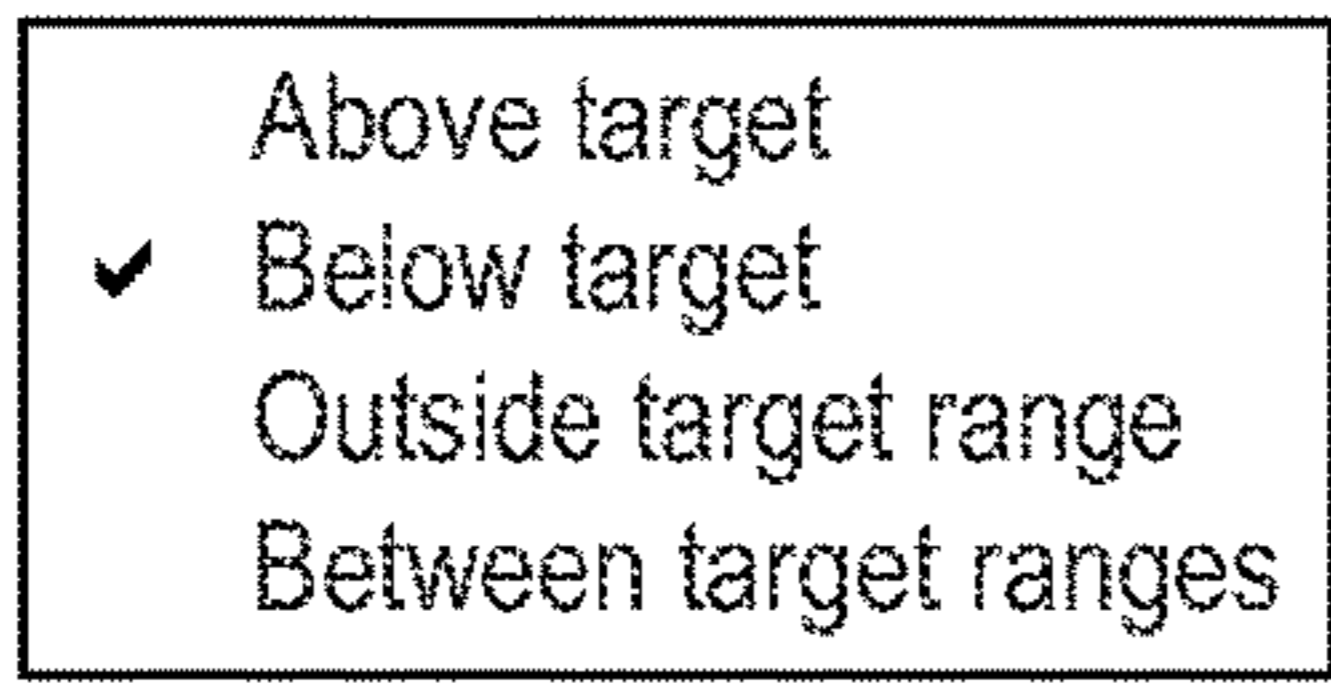 Above target
✔ Below target
Outside target range
Between target ranges